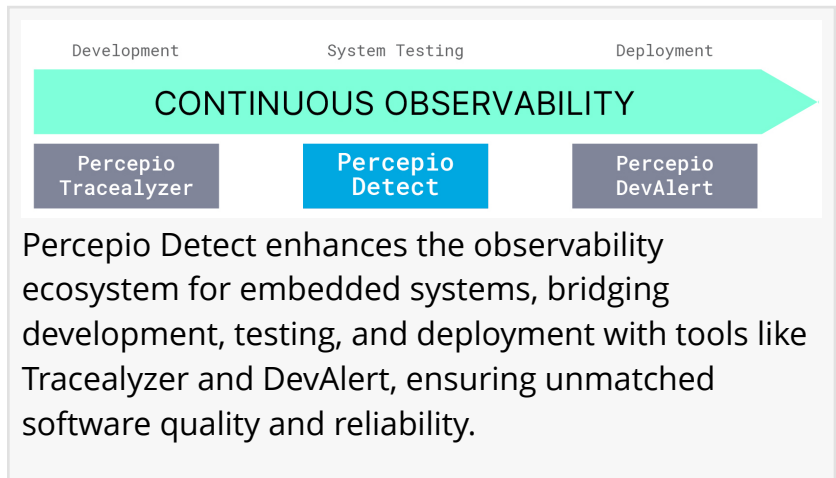 Development System Testing Deployment
CONTINUOUS OBSERVABILITY
Percepio
Tracealyzer
Percepio
Detect
Percepio
DevAlert
Percepio Detect enhances the observability
ecosystem for embedded systems, bridging
development, testing, and deployment with tools like
Tracealyzer and DevAlert, ensuring unmatched
software quality and reliability.